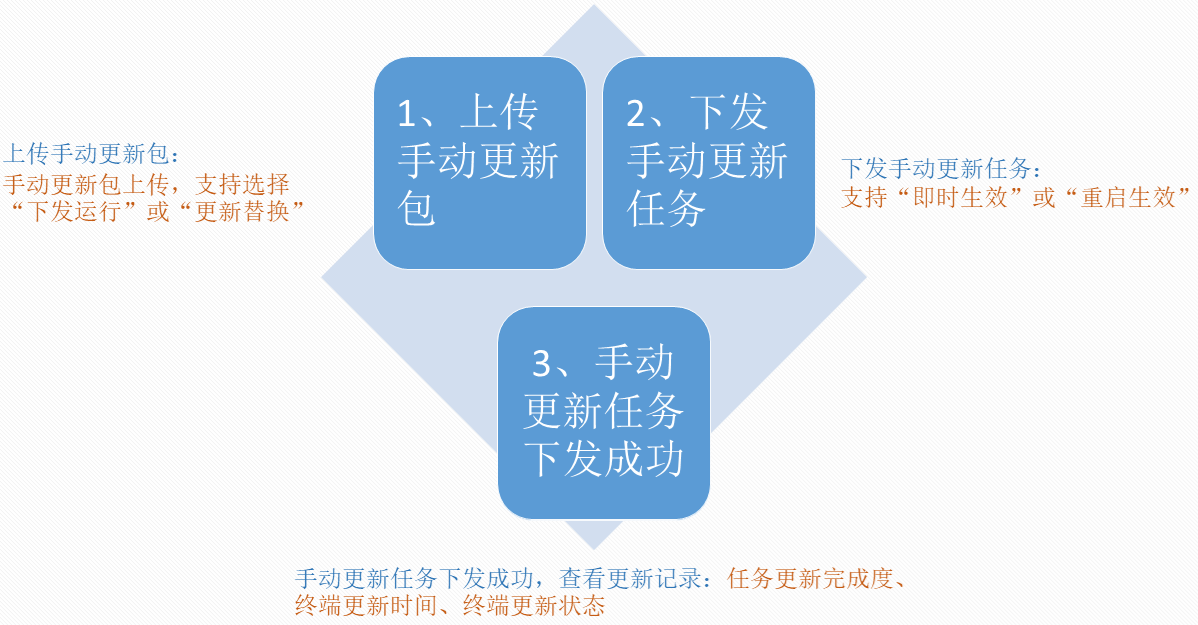 1、上传
手动更新
包
2、下发
手动更新
任务
上传手动更新包：
手动更新包上传，支持选择
“下发运行”或“更新替换”
下发手动更新任务：
支持“即时生效”或“重启生效”
3、手动
更新任务
下发成功
手动更新任务下发成功，查看更新记录：任务更新完成度、
终端更新时间、终端更新状态